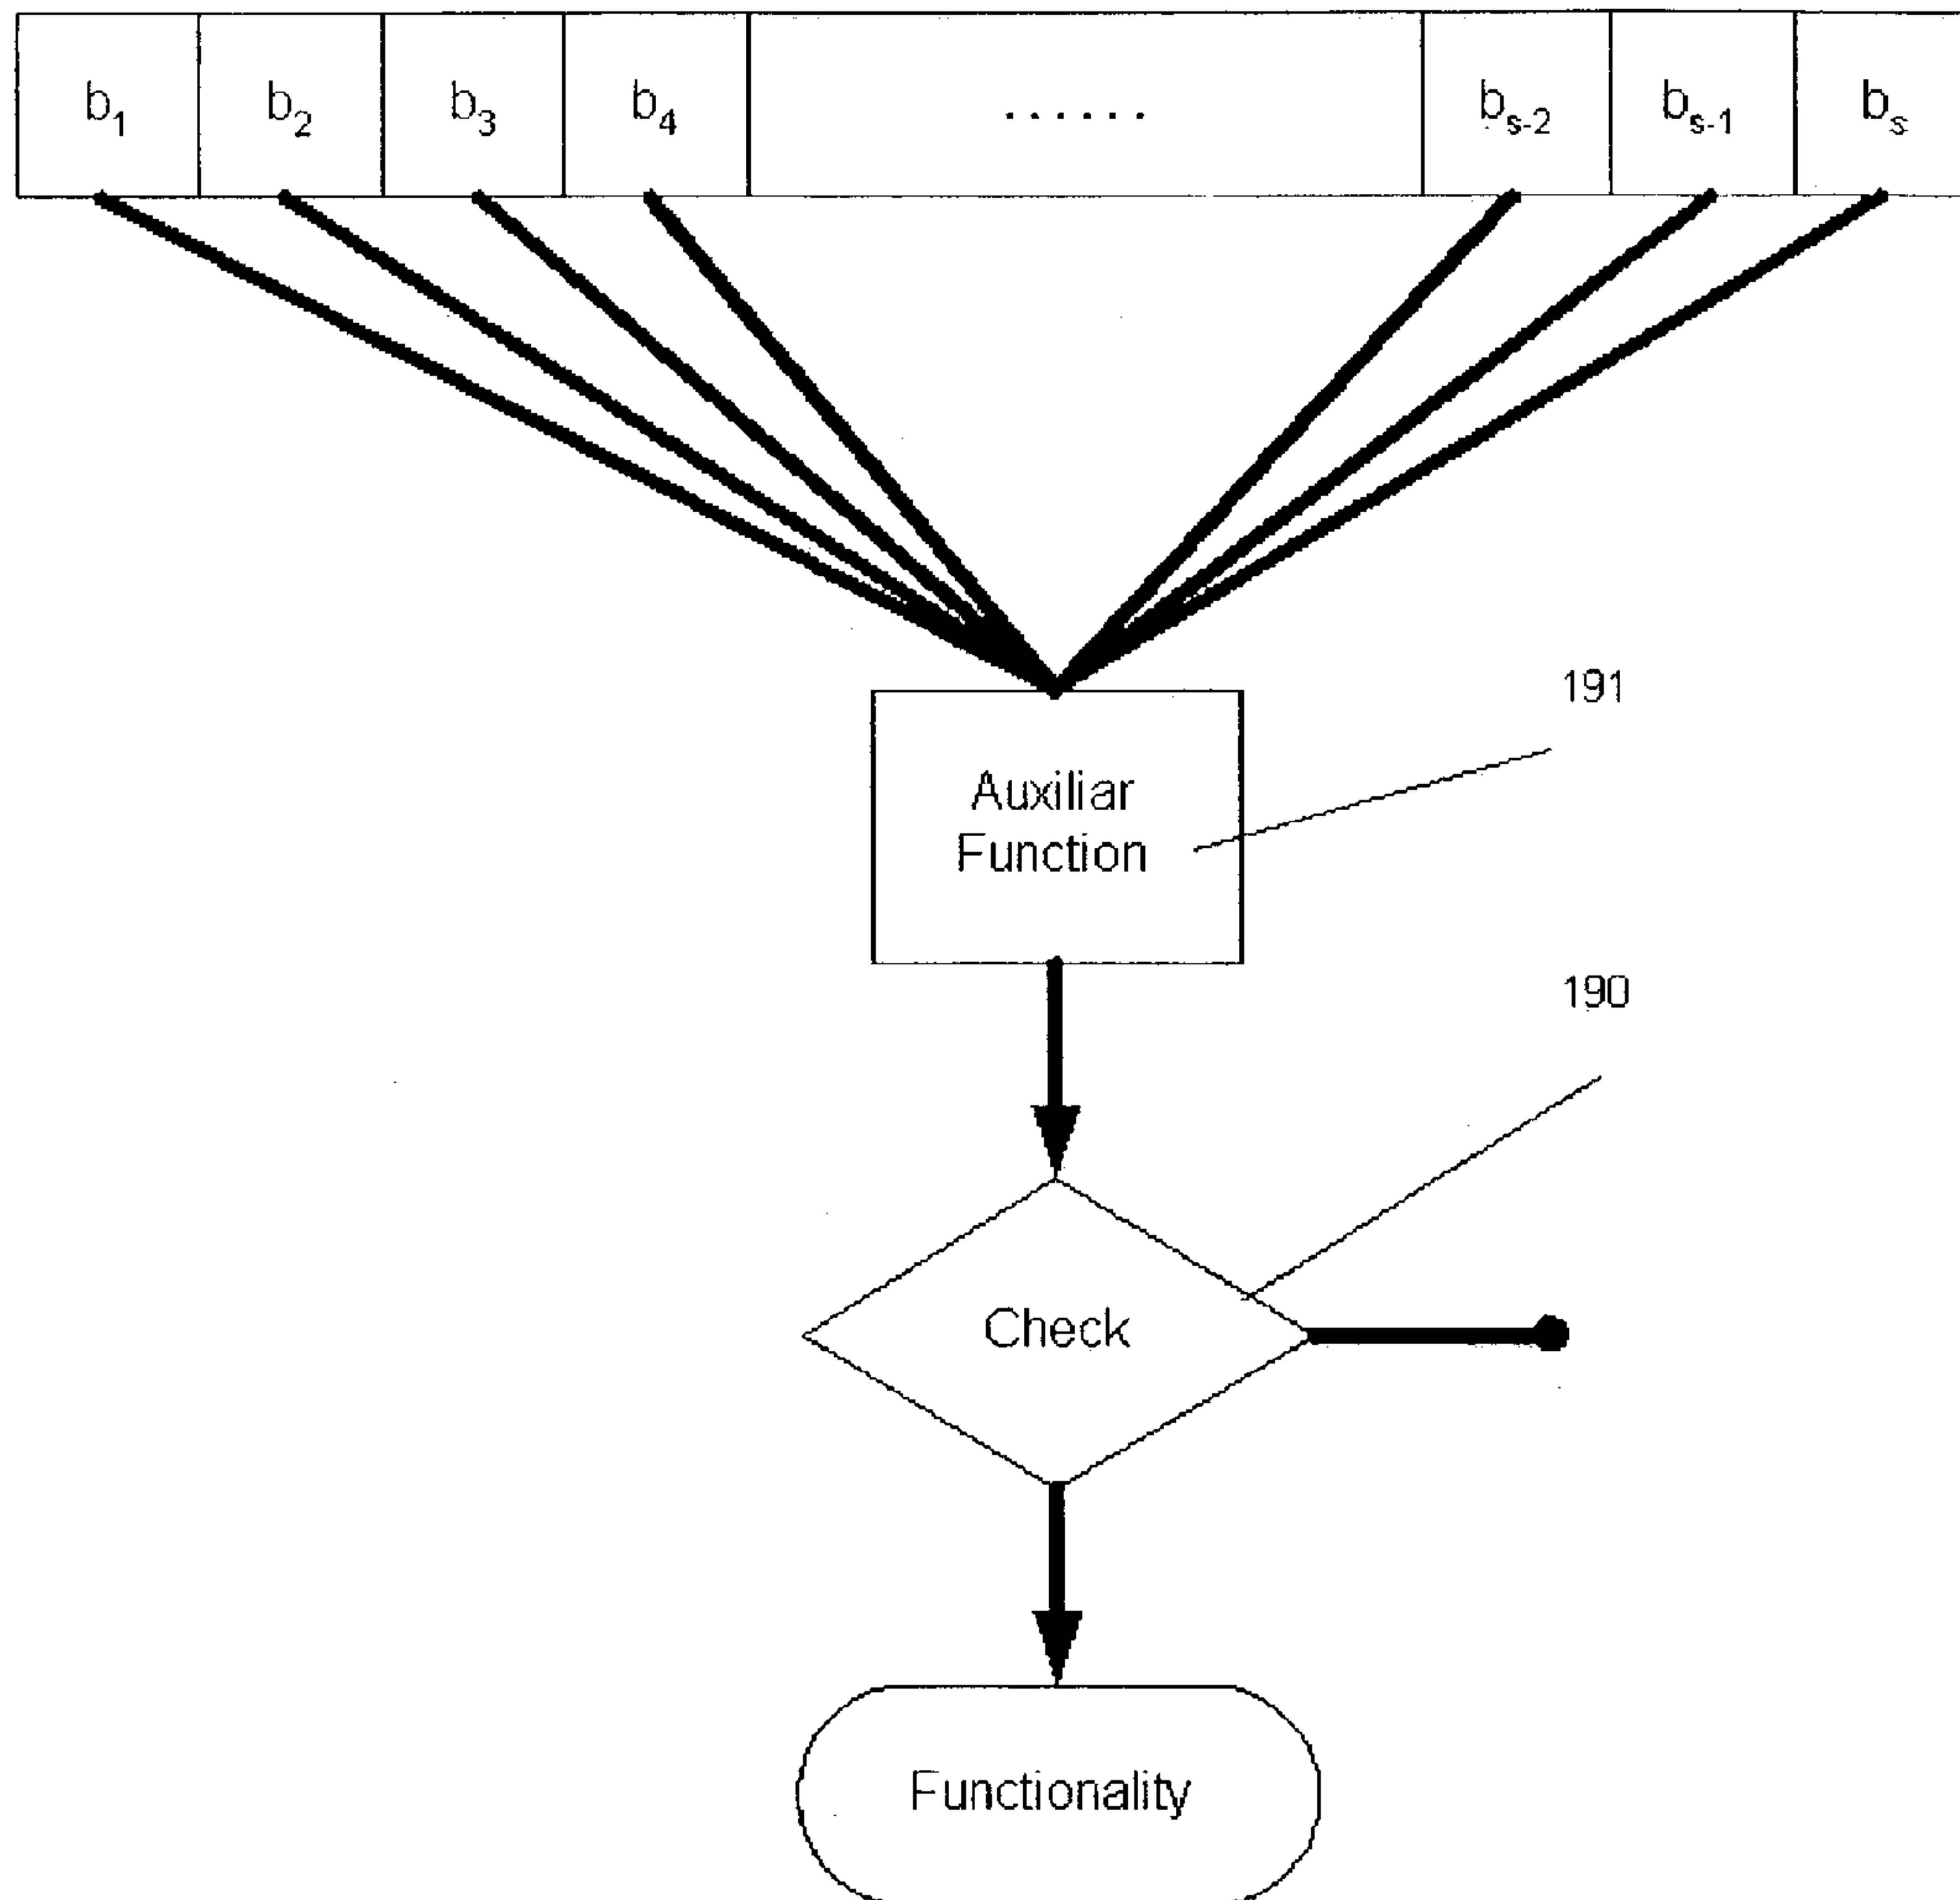 b1 b2 b3 b4 ...... bs-2 bs-1 bs
191
Auxiliar
Function
190
Check
Functionality